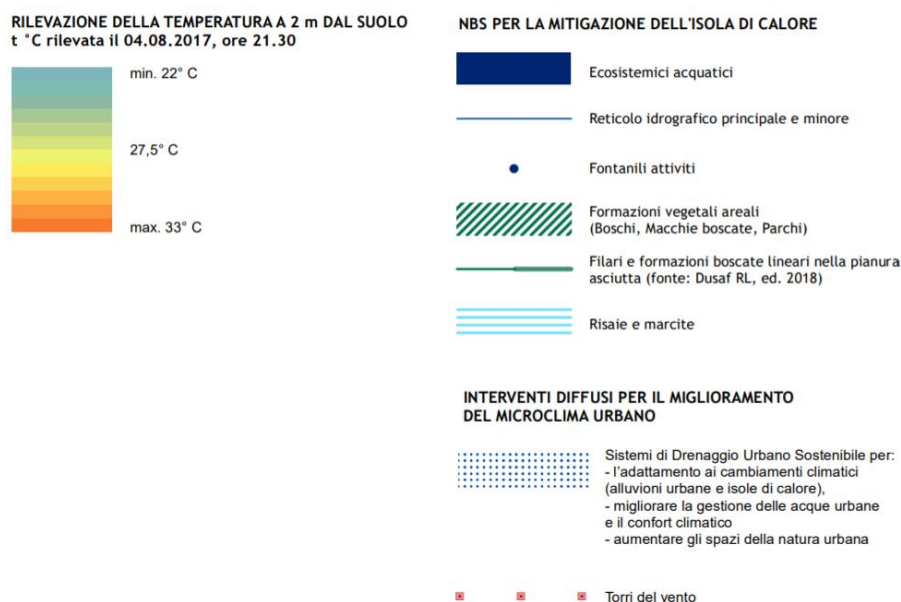 RILEVAZIONE DELLA TEMPERATURA A 2 m DAL SUOLO
t °C rilevata il 04.08.2017, ore 21.30
min. 22° C
27,5° C
max. 33° C
NBS PER LA MITIGAZIONE DELL'ISOLA DI CALORE
Ecosistemici acquatici
Reticolo idrografico principale e minore
Fontanili attiviti
Formazioni vegetali areali
(Boschi, Macchie boscate, Parchi)
Filari e formazioni boscate lineari nella pianura
asciutta (fonte: Dusaf RL, ed. 2018)
Risaie e marcite
INTERVENTI DIFFUSI PER IL MIGLIORAMENTO
DEL MICROCLIMA URBANO
Sistemi di Drenaggio Urbano Sostenibile per:
- l'adattamento ai cambiamenti climatici
(alluvioni urbane e isole di calore),
- migliorare la gestione delle acque urbane
e il confort climatico
- aumentare gli spazi della natura urbana
Torri del vento